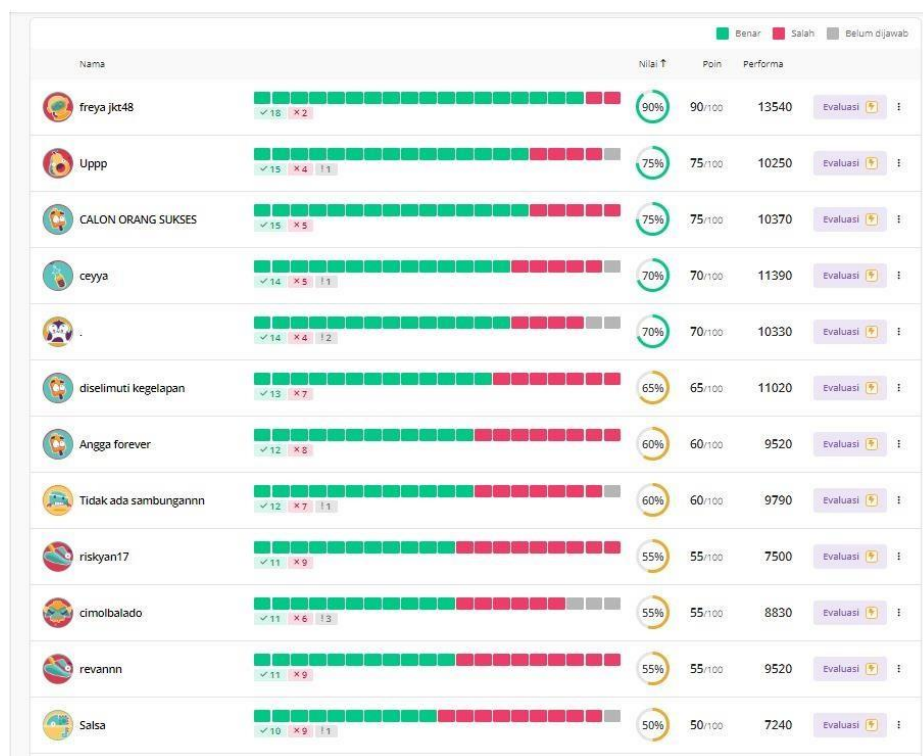 Benar Salah Belum dijawab
Nama Nilai ↑ Poin Performa
freya jkt48 ✓ 18 × 2 90% 90/100 13540 Evaluasi
Uppp ✓ 15 × 4 ! 1 75% 75/100 10250 Evaluasi
CALON ORANG SUKSES ✓ 15 × 5 75% 75/100 10370 Evaluasi
ceyya ✓ 14 × 5 ! 1 70% 70/100 11390 Evaluasi
. ✓ 14 × 4 ! 2 70% 70/100 10330 Evaluasi
diselimuti kegelapan ✓ 13 × 7 65% 65/100 11020 Evaluasi
Angga forever ✓ 12 × 8 60% 60/100 9520 Evaluasi
Tidak ada sambungannn ✓ 12 × 7 ! 1 60% 60/100 9790 Evaluasi
riskyan17 ✓ 11 × 9 55% 55/100 7500 Evaluasi
cimolbalado ✓ 11 × 6 ! 3 55% 55/100 8830 Evaluasi
revannn ✓ 11 × 9 55% 55/100 9520 Evaluasi
Salsa ✓ 10 × 9 ! 1 50% 50/100 7240 Evaluasi